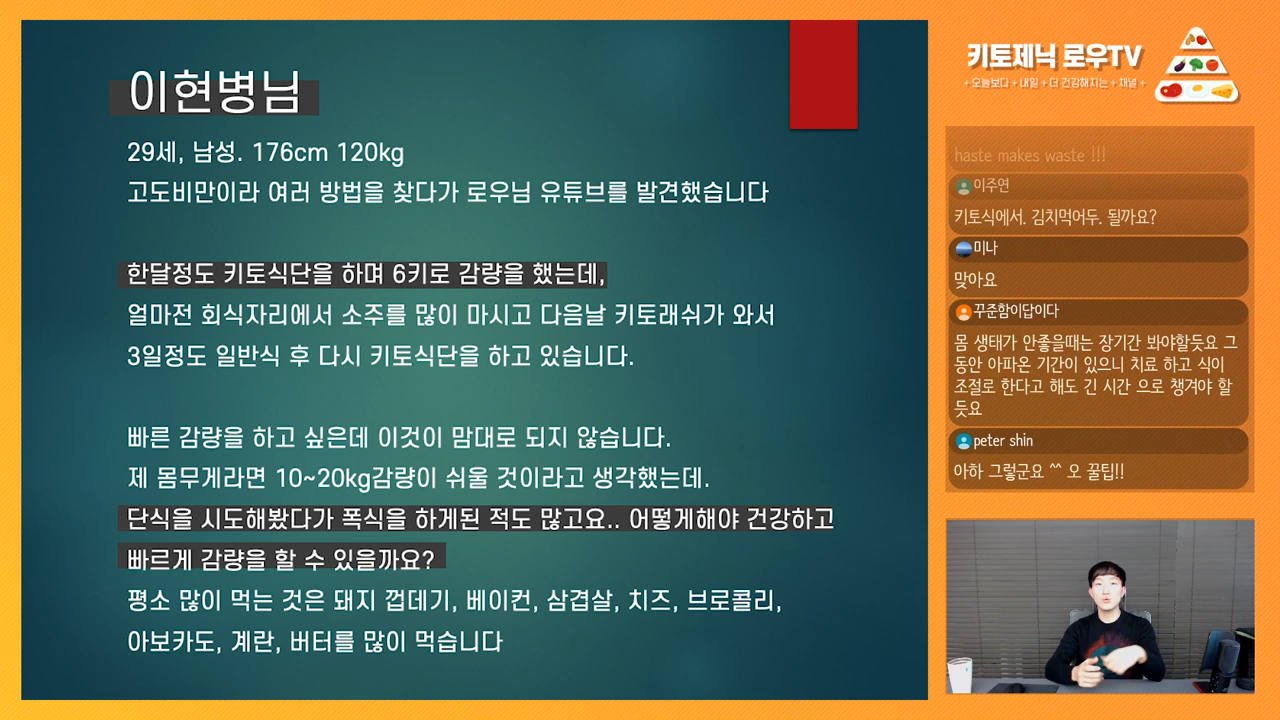 이현병님
29세, 남성. 176cm 120kg
고도비만이라 여러 방법을 찾다가 로우님 유튜브를 발견했습니다
한달정도 키토식단을 하며 6키로 감량을 했는데,
얼마전 회식자리에서 소주를 많이 마시고 다음날 키토래쉬가 와서
3일정도 일반식 후 다시 키토식단을 하고 있습니다.
빠른 감량을 하고 싶은데 이것이 맘대로 되지 않습니다.
제 몸무게라면 10~20kg감량이 쉬울 것이라고 생각했는데.
단식을 시도해봤다가 폭식을 하게된 적도 많고요.. 어떻게해야 건강하고
빠르게 감량을 할 수 있을까요?
평소 많이 먹는 것은 돼지 껍데기, 베이컨, 삼겹살, 치즈, 브로콜리,
아보카도, 계란, 버터를 많이 먹습니다
키토제닉 로우TV
+ 오늘보다 + 내일 + 더 건강해지는 + 채널 +
haste makes waste !!!
이주연
키토식에서. 김치먹어두. 될까요?
미나
맞아요
꾸준함이답이다
몸 생태가 안좋을때는 장기간 봐야할듯요 그
동안 아파온 기간이 있으니 치료 하고 식이
조절로 한다고 해도 긴 시간 으로 챙겨야 할
듯요
peter shin
아하 그렇군요 ^^ 오 꿀팁!!